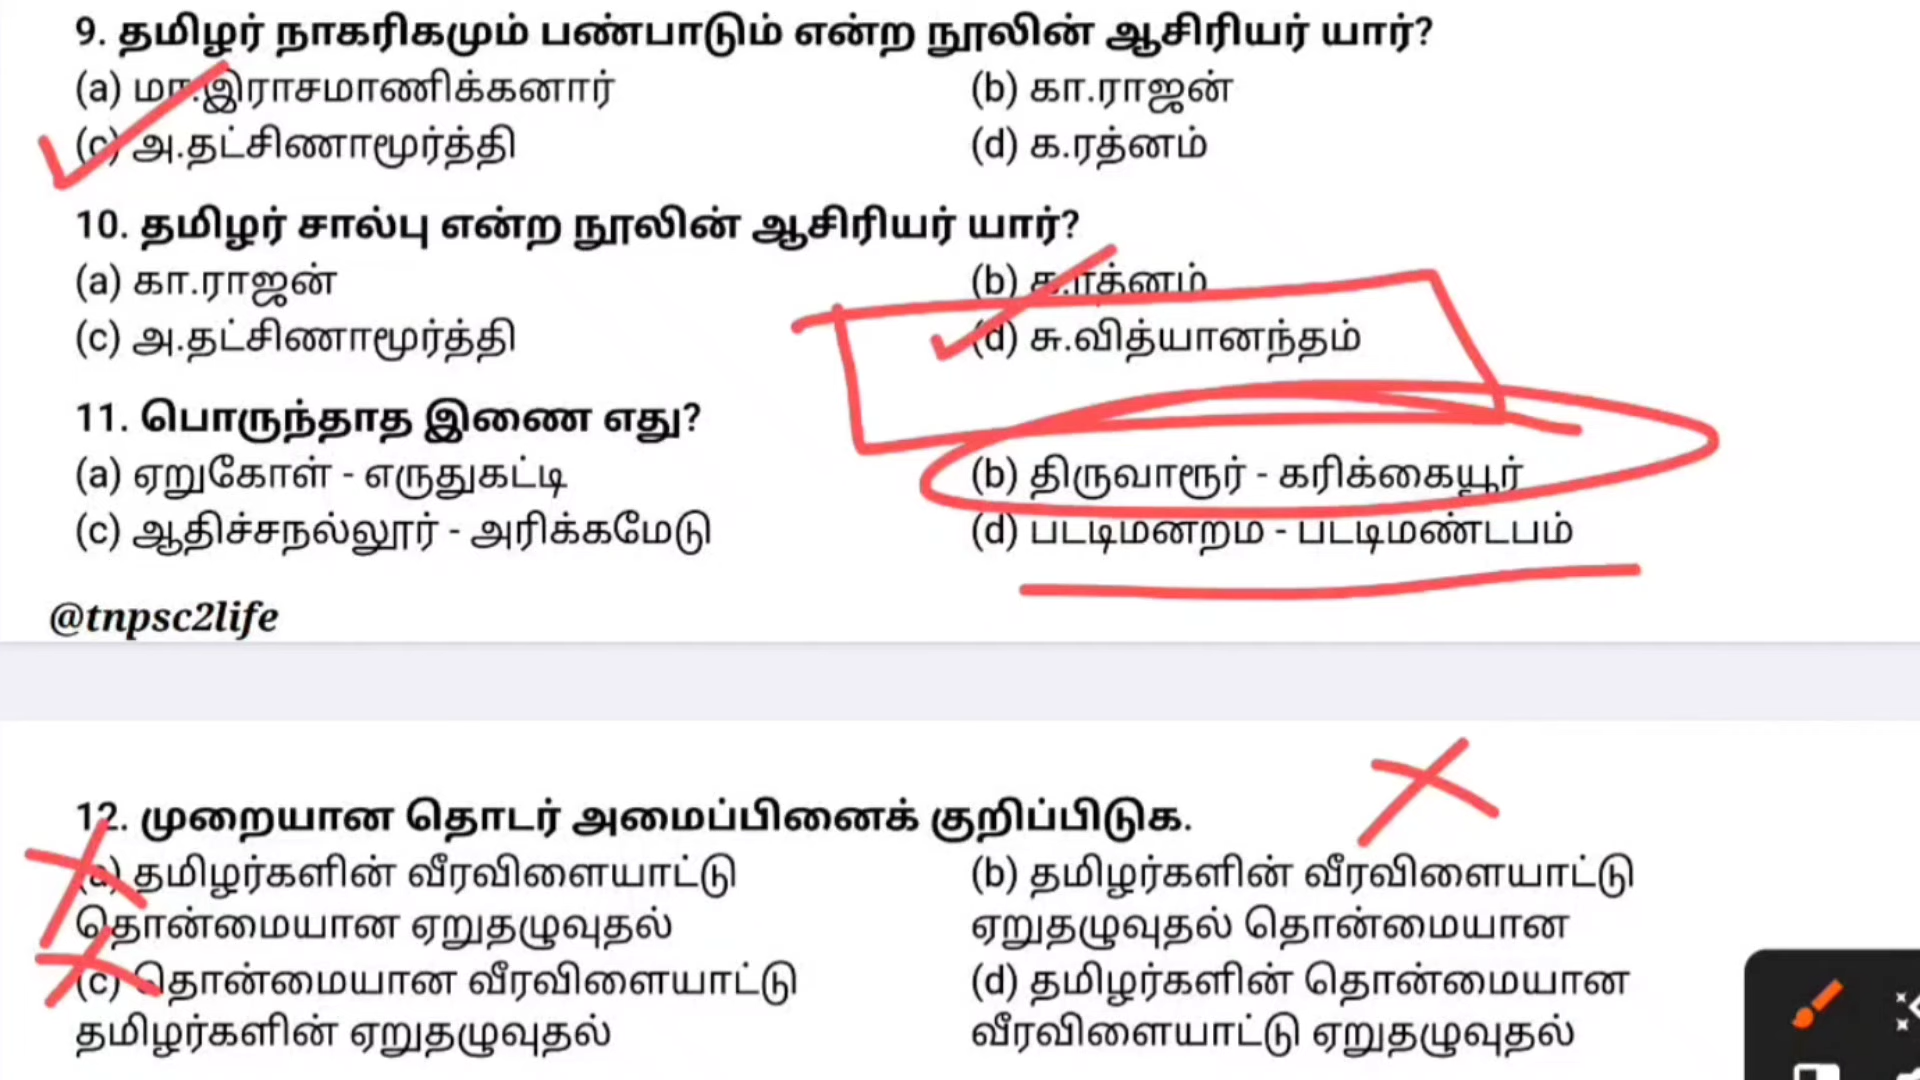 9. தமிழர் நாகரிகமும் பண்பாடும் என்ற நூலின் ஆசிரியர் யார்?
(a) மா.இராசமாணிக்கனார் (b) கா.ராஜன்
(c) அ.தட்சிணாமூர்த்தி (d) க.ரத்னம்
10. தமிழர் சால்பு என்ற நூலின் ஆசிரியர் யார்?
(a) கா.ராஜன் (b) க.ரத்னம்
(c) அ.தட்சிணாமூர்த்தி (d) சு.வித்யானந்தம்
11. பொருந்தாத இணை எது?
(a) ஏறுகோள் - எருதுகட்டி (b) திருவாரூர் - கரிக்கையூர்
(c) ஆதிச்சநல்லூர் - அரிக்கமேடு (d) பட்டிமன்றம் - பட்டிமண்டபம்
@tnpsc2life
12. முறையான தொடர் அமைப்பினைக் குறிப்பிடுக.
(a) தமிழர்களின் வீரவிளையாட்டு (b) தமிழர்களின் வீரவிளையாட்டு
தொன்மையான ஏறுதழுவுதல் ஏறுதழுவுதல் தொன்மையான
(c) தொன்மையான வீரவிளையாட்டு (d) தமிழர்களின் தொன்மையான
தமிழர்களின் ஏறுதழுவுதல் வீரவிளையாட்டு ஏறுதழுவுதல்